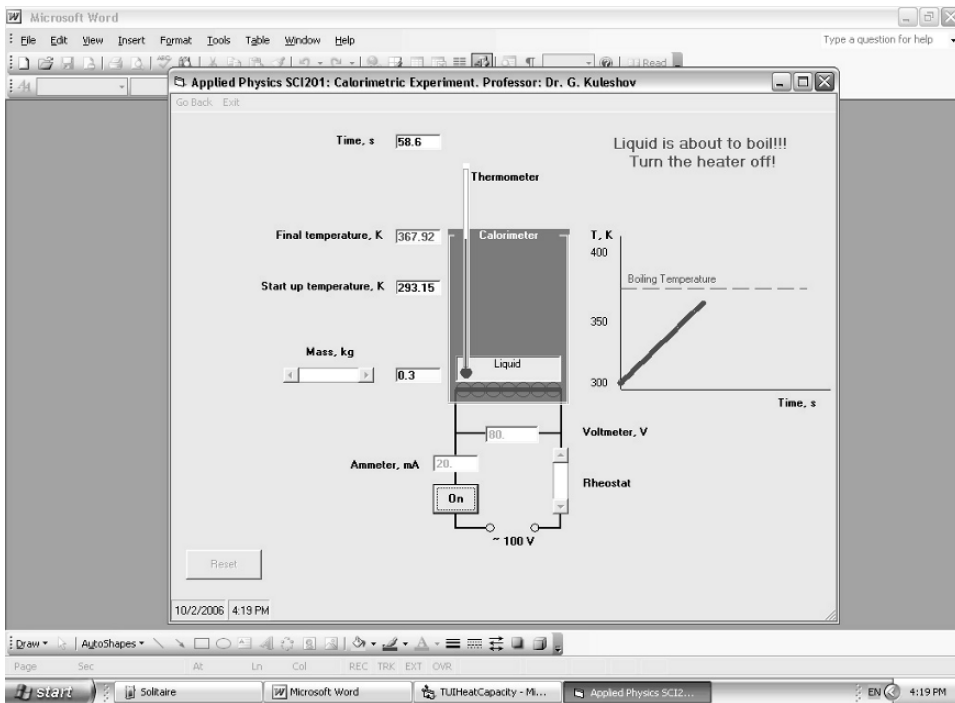 Microsoft Word
File Edit View Insert Format Tools Table Window Help
Type a question for help
Read
Applied Physics SCI201: Calorimetric Experiment. Professor: Dr. G. Kuleshov
Go Back Exit
Time, s 58.6
Liquid is about to boil!!!
Turn the heater off!
Thermometer
Final temperature, K 367.92
Calorimeter
T, K
400
Start up temperature, K 293.15
Boiling Temperature
350
Mass, kg
0.3
Liquid
300
Time, s
80.
Voltmeter, V
Ammeter, mA 20.
Rheostat
On
~ 100 V
Reset
10/2/2006 4:19 PM
Draw AutoShapes
Page Sec At Ln Col REC TRK EXT OVR
start Solitaire Microsoft Word TUIHeatCapacity - Mi... Applied Physics SCI2... EN 4:19 PM